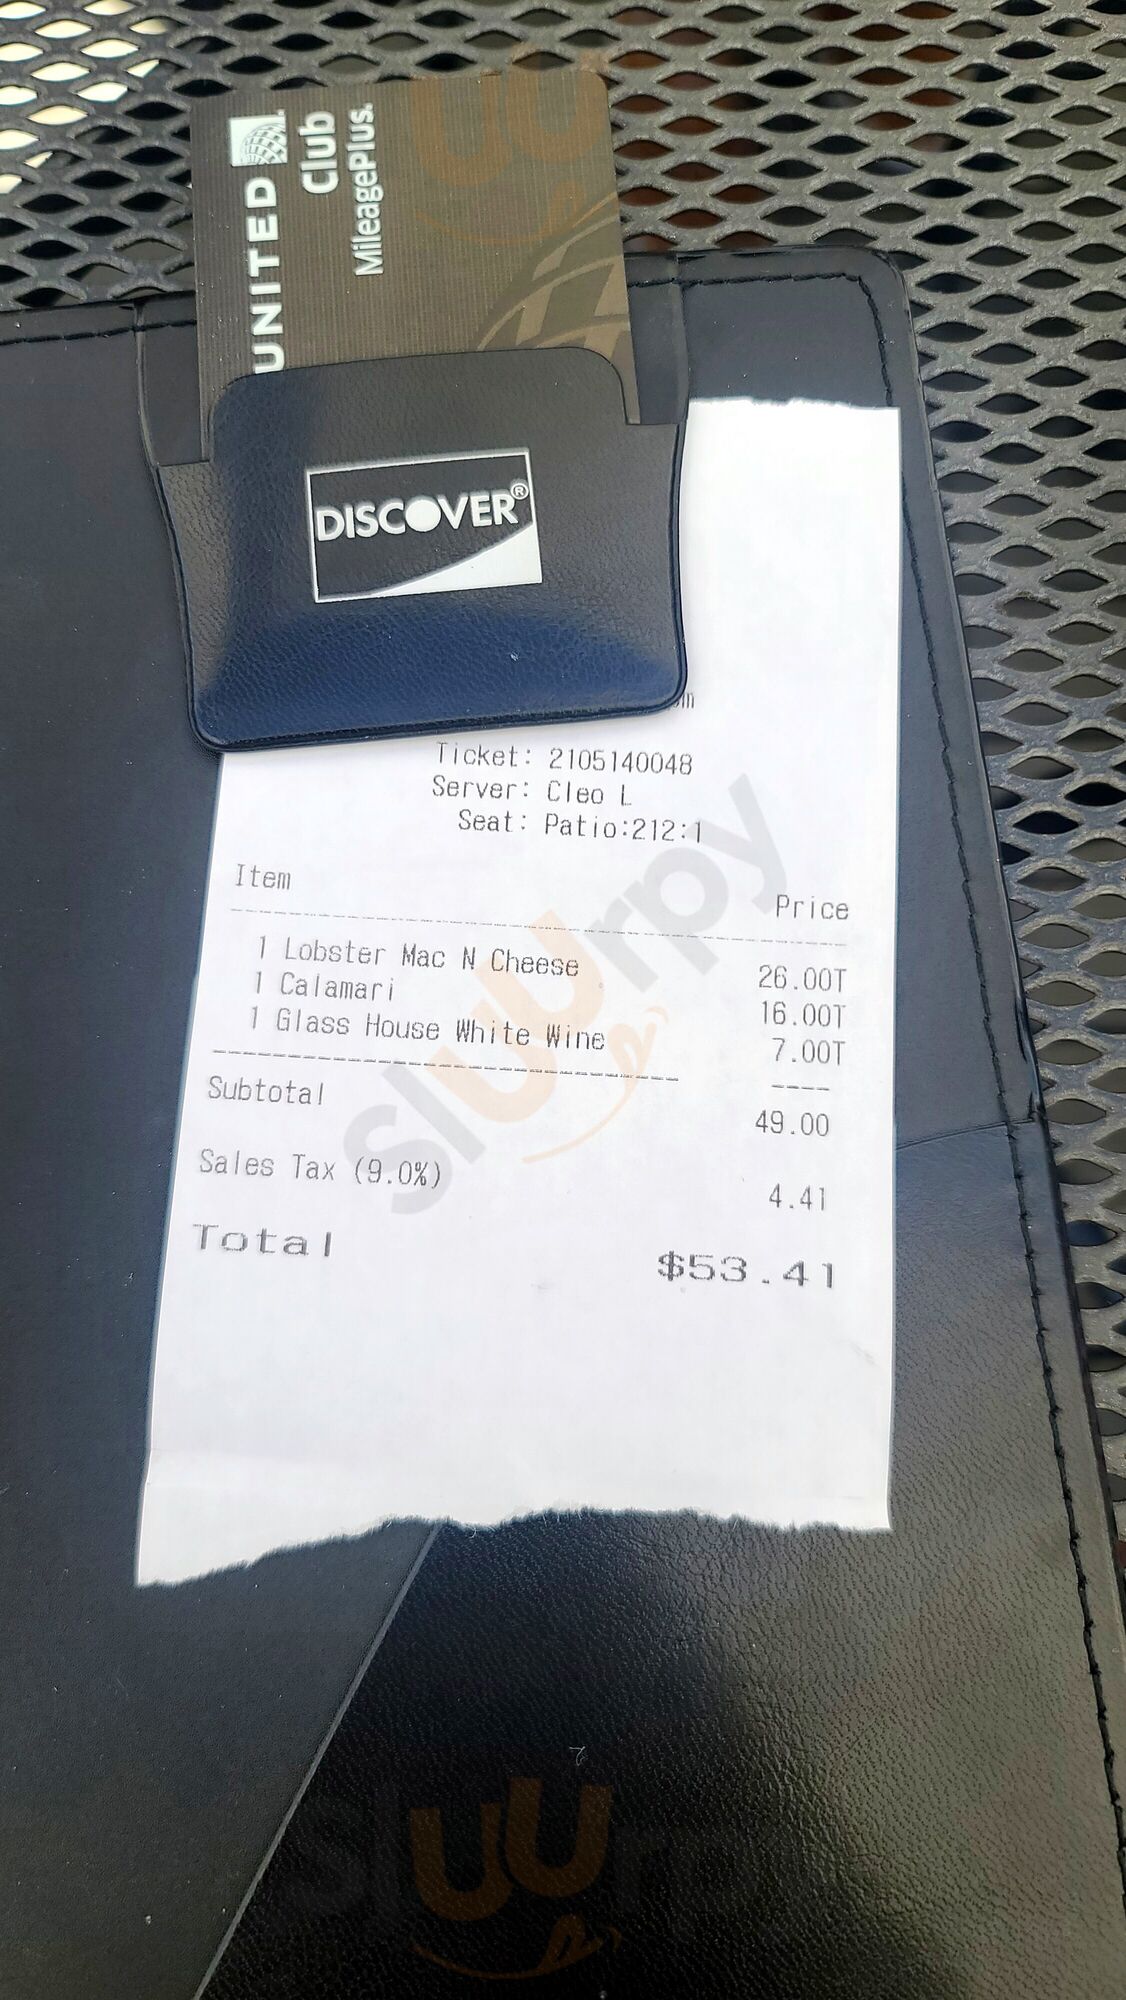 UNITED
Club
MileagePlus.
DISCOVER®
Ticket: 2105140048
Server: Cleo L
Seat: Patio:212:1
Item Price
1 Lobster Mac N Cheese 26.00T
1 Calamari 16.00T
1 Glass House White Wine 7.00T
Subtotal 49.00
Sales Tax (9.0%) 4.41
Total $53.41
sluurpy
sluurpy